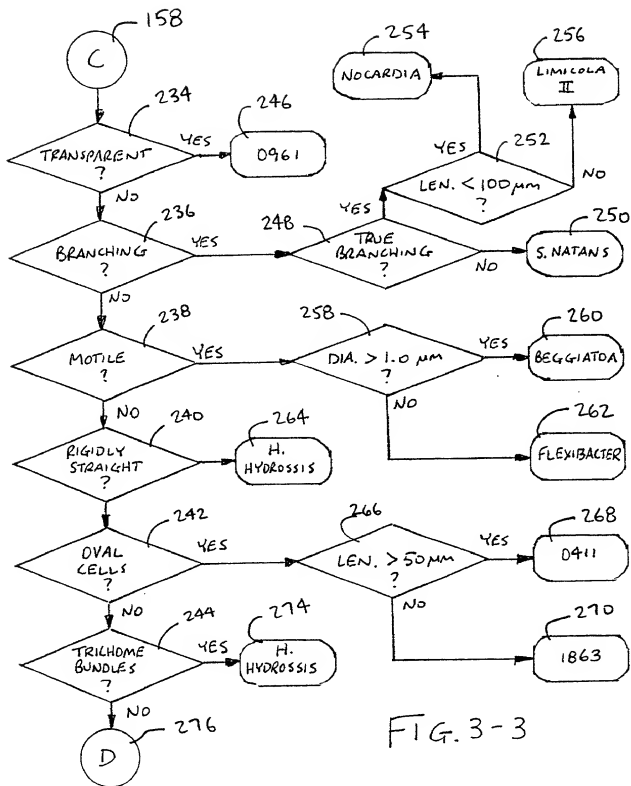 158
C
234
TRANSPARENT
?
YES
246
0961
NO
236
BRANCHING
?
YES
248
TRUE
BRANCHING
?
YES
NO
250
S. NATANS
252
LEN. < 100 µm
?
YES
254
NOCARDIA
NO
256
LIMICOLA
II
NO
238
MOTILE
?
YES
258
DIA. > 1.0 µm
?
YES
260
BEGGIATOA
NO
262
FLEXIBACTER
NO
240
RIGIDLY
STRAIGHT
?
264
H.
HYDROSSIS
242
OVAL
CELLS
?
YES
266
LEN. > 50 µm
?
YES
268
0411
NO
270
1863
NO
244
TRICHOME
BUNDLES
?
YES
274
H.
HYDROSSIS
NO
276
D
FIG. 3-3